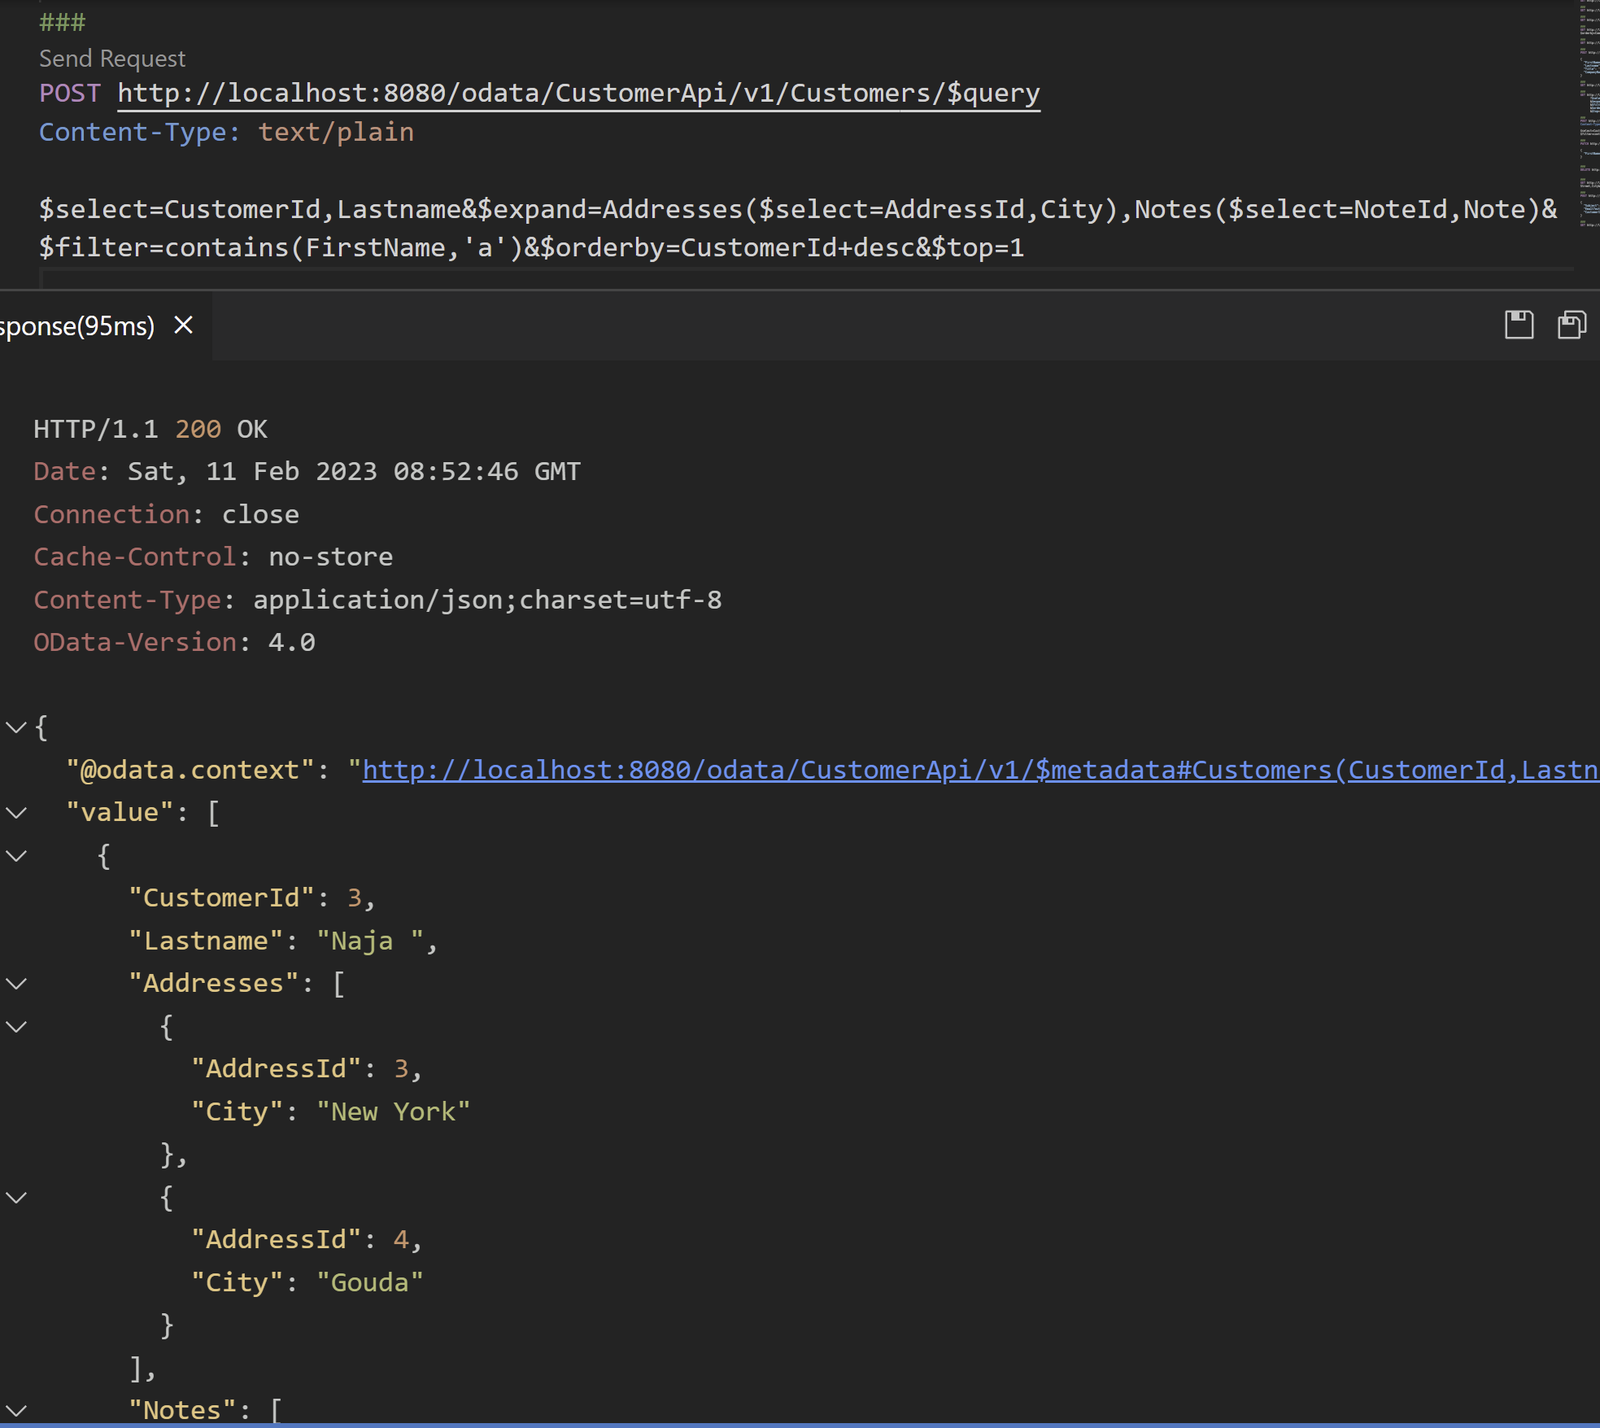 ###
Send Request
POST http://localhost:8080/odata/CustomerApi/v1/Customers/$query
Content-Type: text/plain
$select=CustomerId,Lastname&$expand=Addresses($select=AddressId,City),Notes($select=NoteId,Note)&
$filter=contains(FirstName,'a')&$orderby=CustomerId+desc&$top=1
sponse(95ms)
HTTP/1.1 200 OK
Date: Sat, 11 Feb 2023 08:52:46 GMT
Connection: close
Cache-Control: no-store
Content-Type: application/json;charset=utf-8
OData-Version: 4.0
{
"@odata.context": "http://localhost:8080/odata/CustomerApi/v1/$metadata#Customers(CustomerId,Lastn
"value": [
{
"CustomerId": 3,
"Lastname": "Naja ",
"Addresses": [
{
"AddressId": 3,
"City": "New York"
},
{
"AddressId": 4,
"City": "Gouda"
}
],
"Notes": [